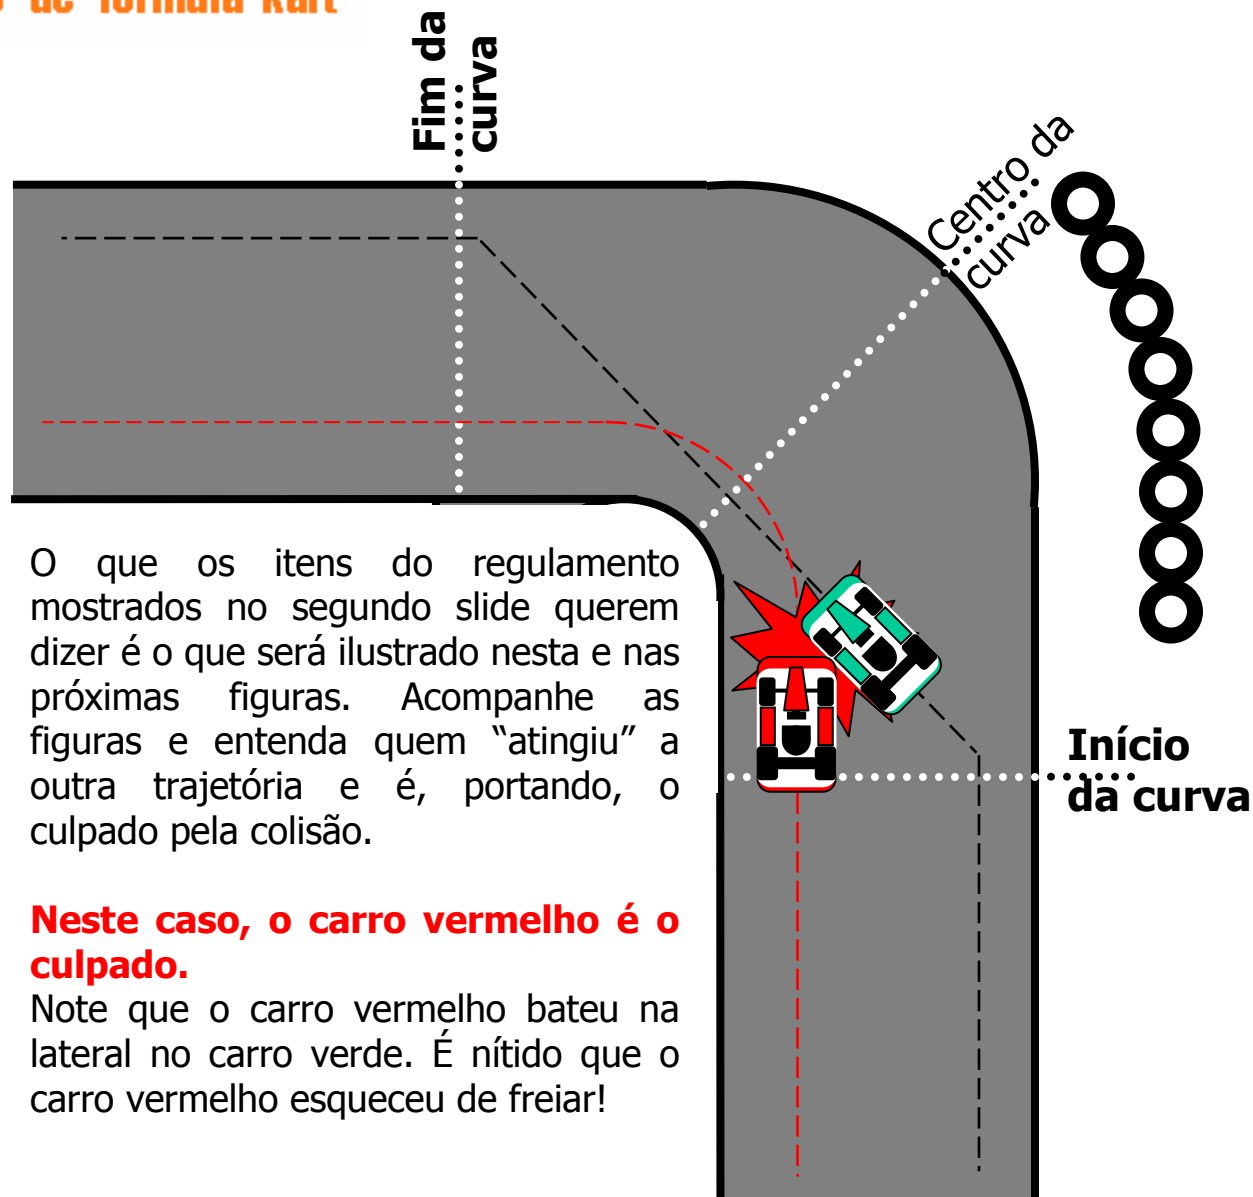 de fórmula kart
Fim da
curva
Centro da
curva
O que os itens do regulamento
mostrados no segundo slide querem
dizer é o que será ilustrado nesta e nas
próximas figuras. Acompanhe as
figuras e entenda quem “atingiu” a
outra trajetória e é, portando, o
culpado pela colisão.
Início
da curva
Neste caso, o carro vermelho é o
culpado.
Note que o carro vermelho bateu na
lateral no carro verde. É nítido que o
carro vermelho esqueceu de freiar!